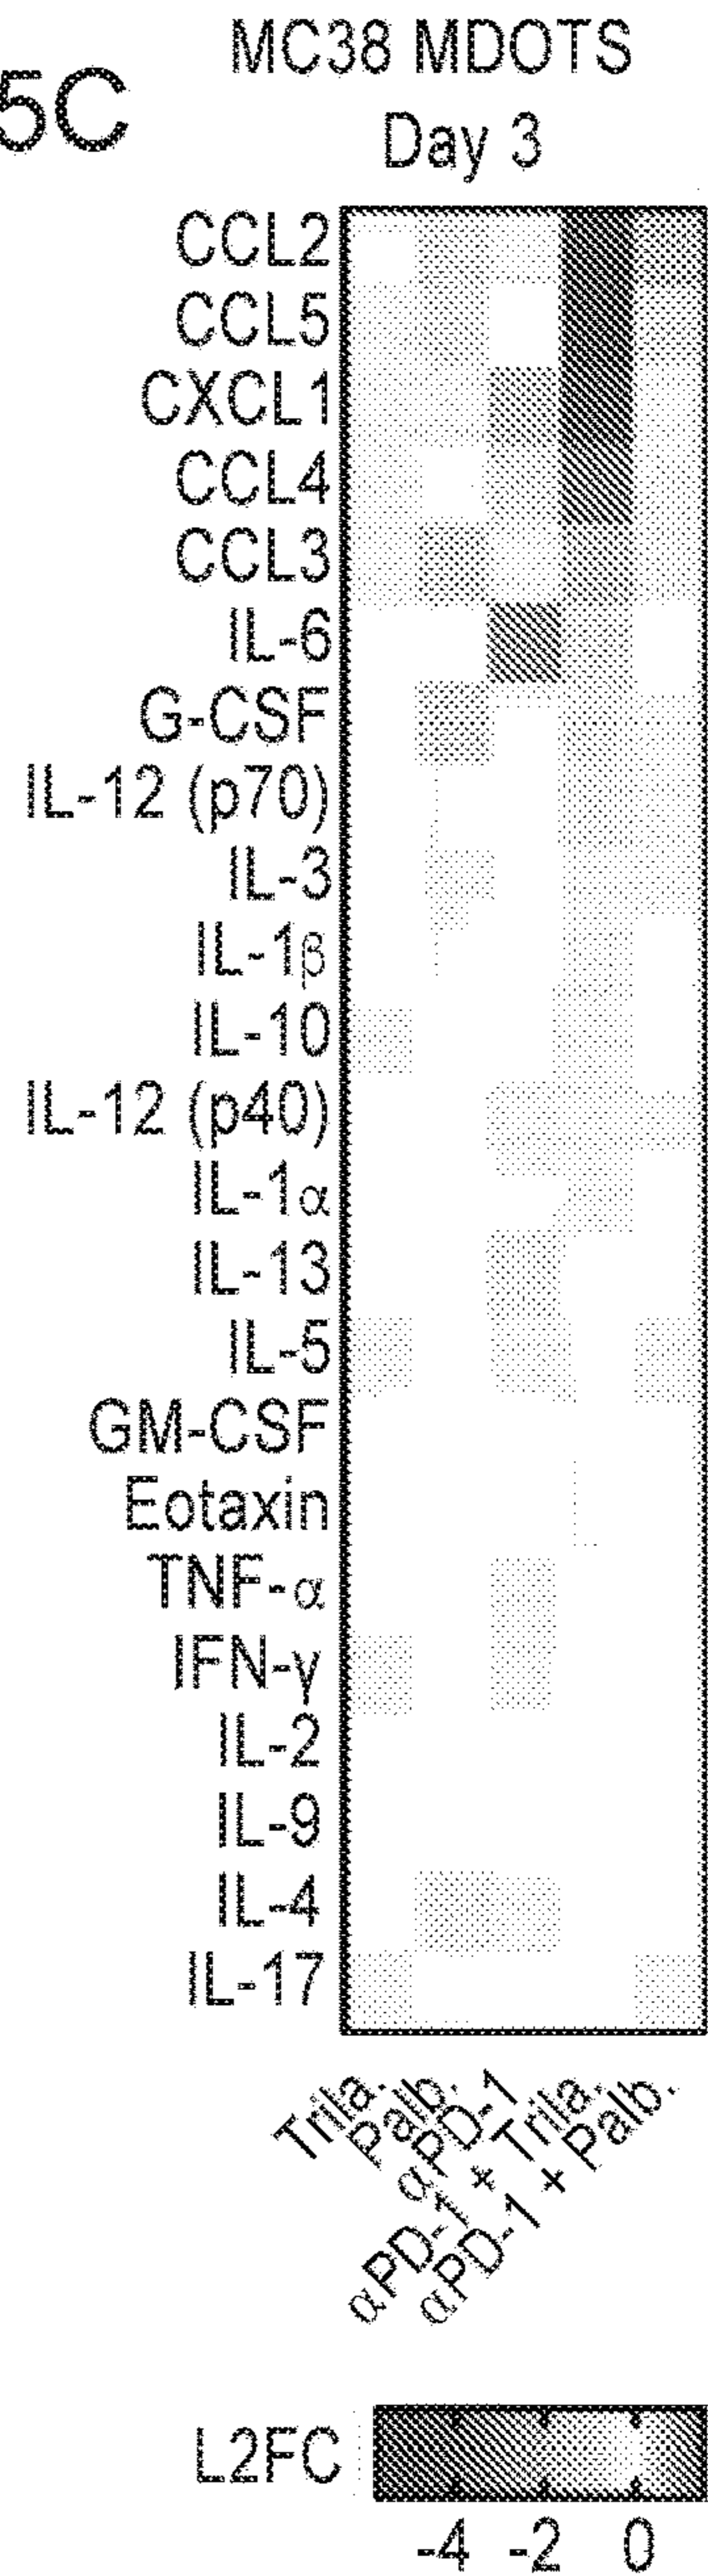 5C
MC38 MDOTS
Day 3
CCL2
CCL5
CXCL1
CCL4
CCL3
IL-6
G-CSF
IL-12 (p70)
IL-3
IL-1β
IL-10
IL-12 (p40)
IL-1α
IL-13
IL-5
GM-CSF
Eotaxin
TNF-α
IFN-γ
IL-2
IL-9
IL-4
IL-17
Trila.
Palb.
αPD-1
αPD-1 + Trila.
αPD-1 + Palb.
L2FC
-4 -2 0